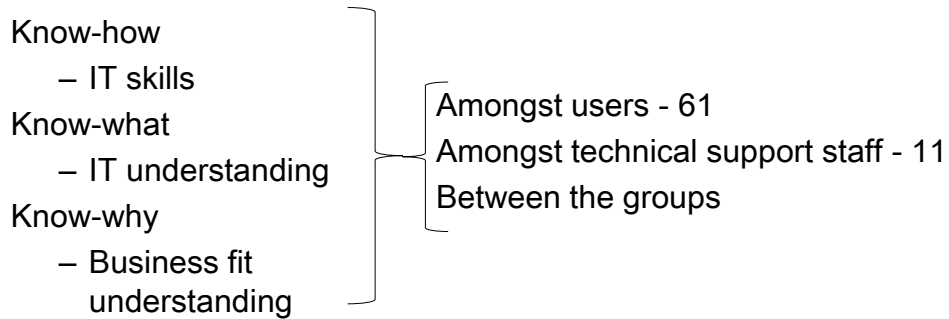 Know-how
– IT skills
Know-what
– IT understanding
Know-why
– Business fit
understanding
Amongst users - 61
Amongst technical support staff - 11
Between the groups